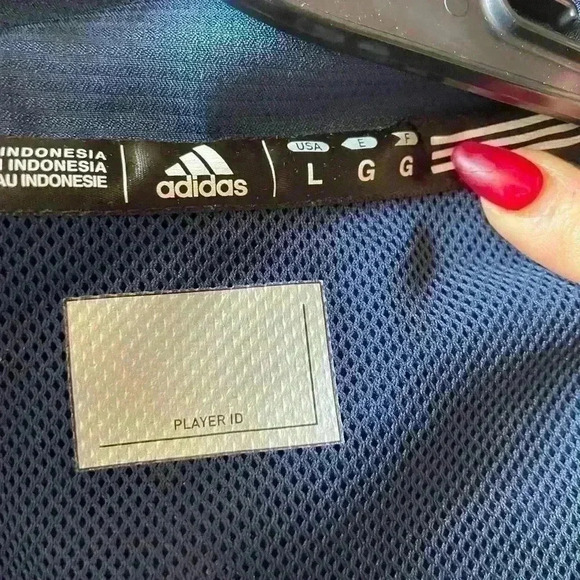 INDONESIA
INDONESIA
AU INDONESIE
adidas
USA E F
L G G
PLAYER ID